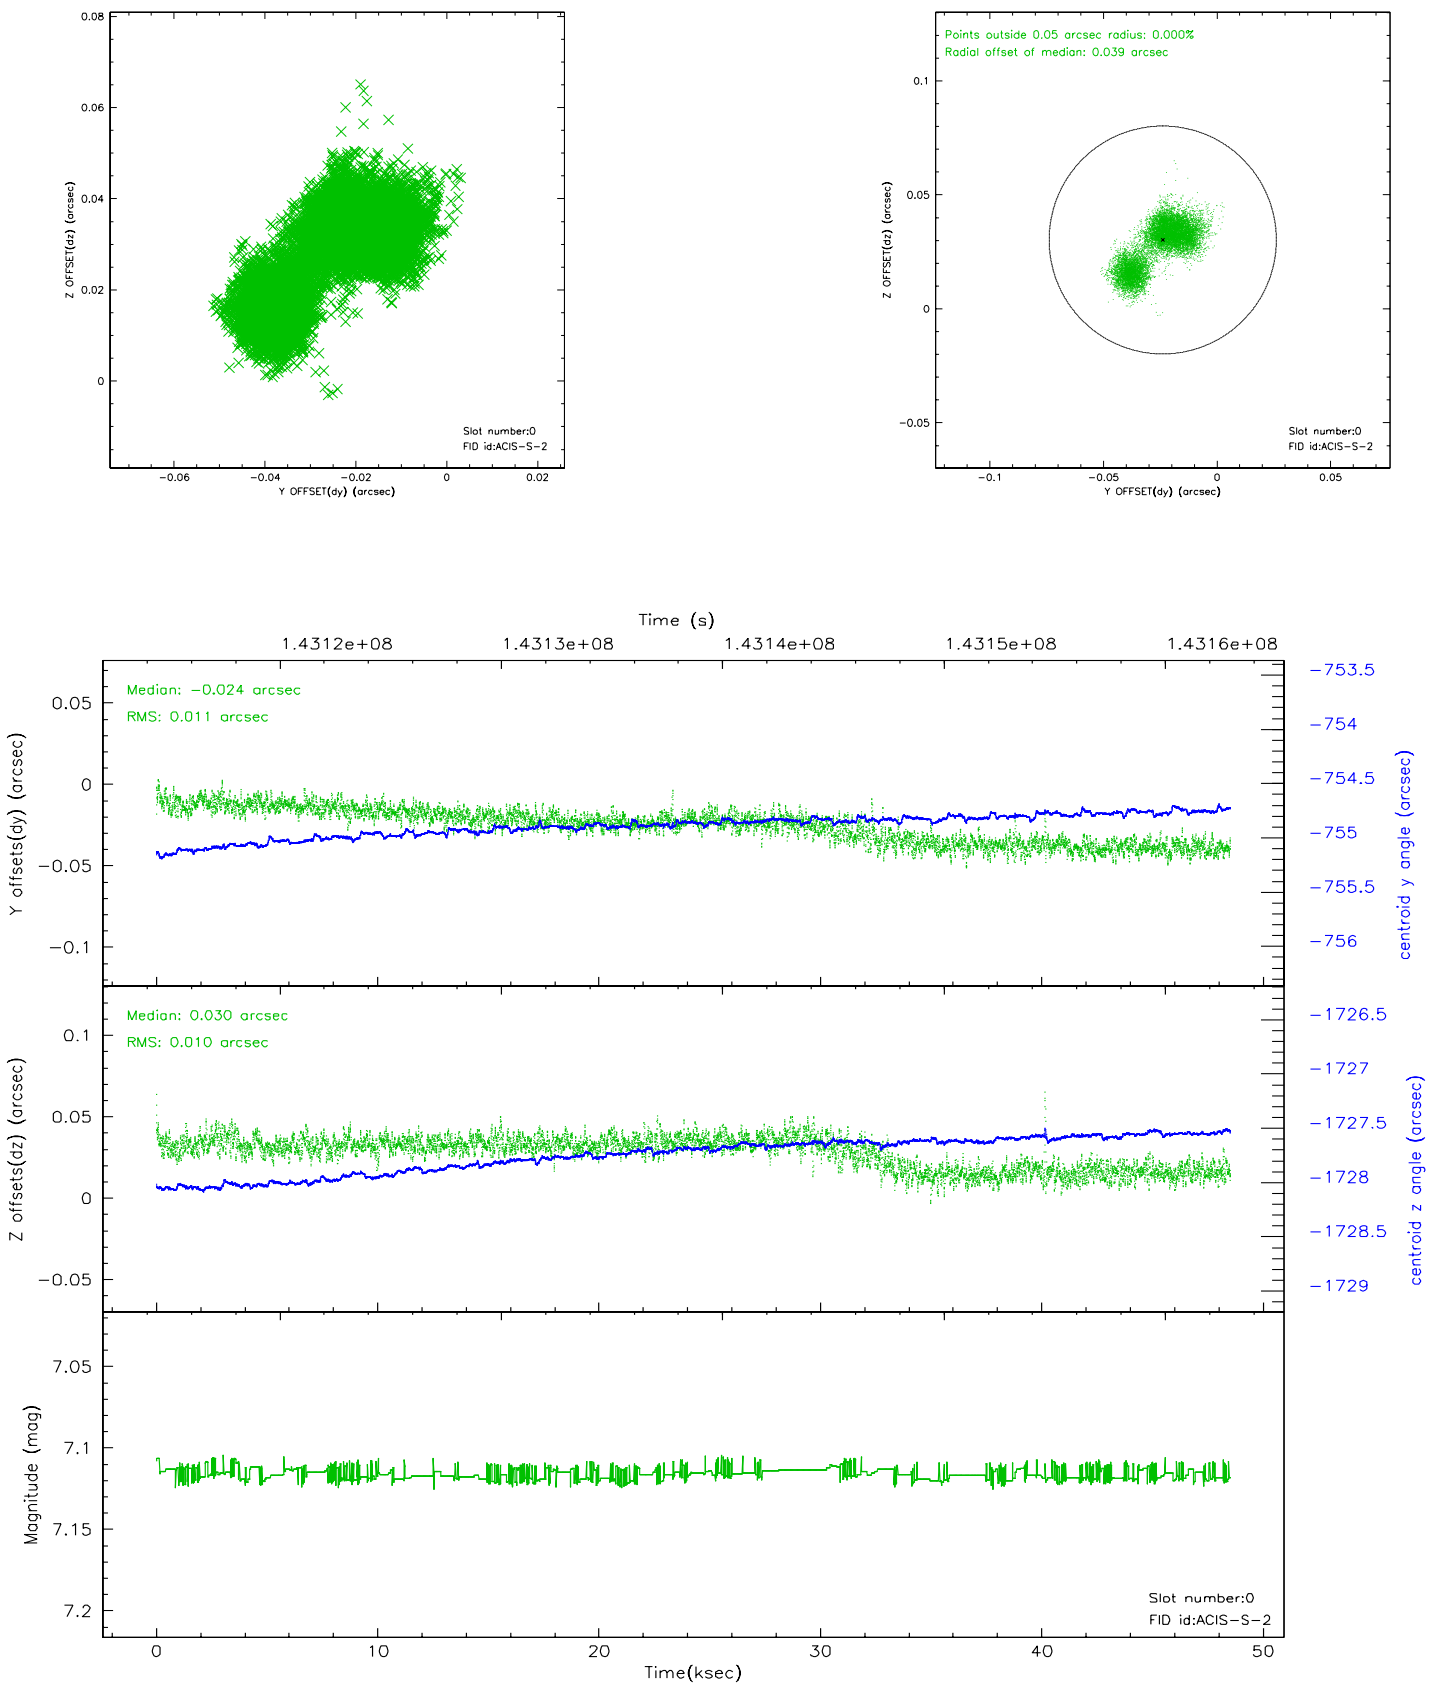 0.08
0.06
0.04
0.02
0
Z OFFSET(dz) (arcsec)
Slot number:0
FID id:ACIS-S-2
-0.06
-0.04
-0.02
0
0.02
Y OFFSET(dy) (arcsec)
Points outside 0.05 arcsec radius: 0.000%
Radial offset of median: 0.039 arcsec
0.1
0.05
0
-0.05
Z OFFSET(dz) (arcsec)
Slot number:0
FID id:ACIS-S-2
-0.1
-0.05
0
0.05
Y OFFSET(dy) (arcsec)
Time (s)
1.4312e+08
1.4313e+08
1.4314e+08
1.4315e+08
1.4316e+08
Median: -0.024 arcsec
RMS: 0.011 arcsec
0.05
0
-0.05
-0.1
Y offsets(dy) (arcsec)
-753.5
-754
-754.5
-755
-755.5
-756
centroid y angle (arcsec)
Median: 0.030 arcsec
RMS: 0.010 arcsec
0.1
0.05
0
-0.05
Z offsets(dz) (arcsec)
-1726.5
-1727
-1727.5
-1728
-1728.5
-1729
centroid z angle (arcsec)
7.05
7.1
7.15
7.2
Magnitude (mag)
Slot number:0
FID id:ACIS-S-2
0
10
20
30
40
50
Time(ksec)